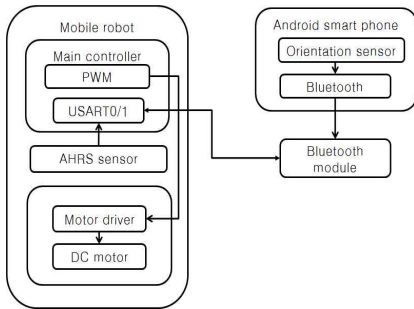 Mobile robot
Main controller
PWM
USART0/1
AHRS sensor
Motor driver
DC motor
Android smart phone
Orientation sensor
Bluetooth
Bluetooth
module